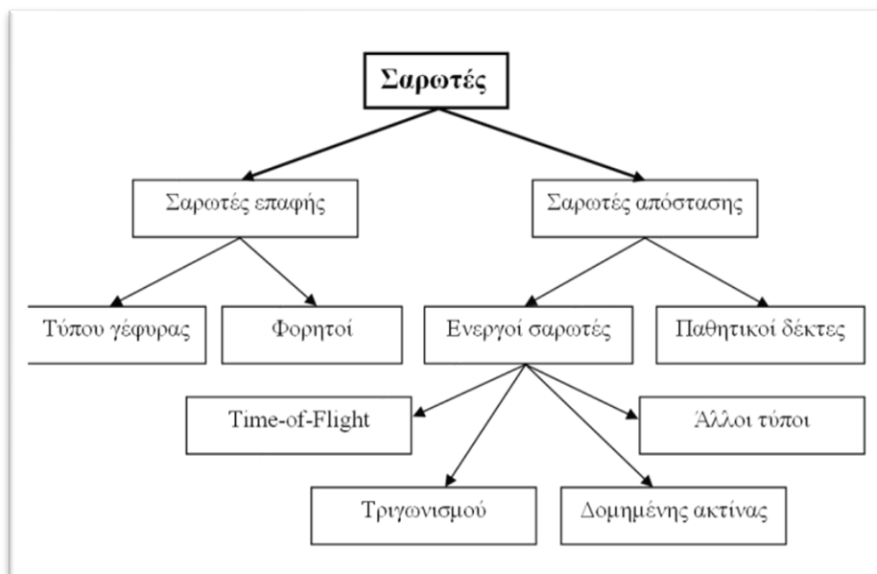 Σαρωτές
Σαρωτές επαφής
Σαρωτές απόστασης
Τύπου γέφυρας
Φορητοί
Ενεργοί σαρωτές
Παθητικοί δέκτες
Time-of-Flight
Άλλοι τύποι
Τριγωνισμού
Δομημένης ακτίνας